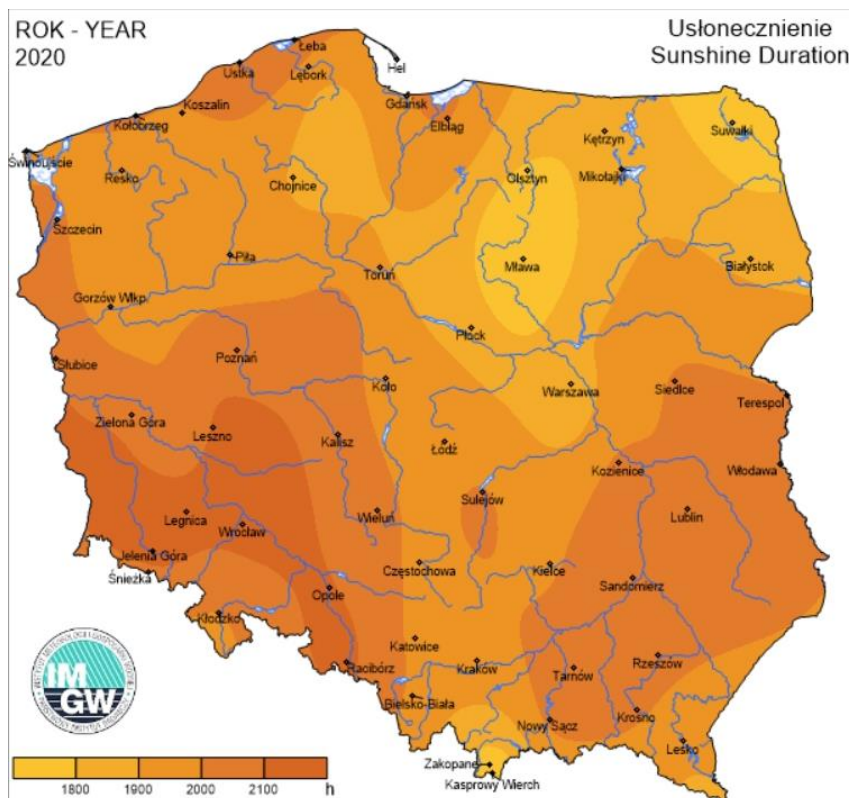 ROK - YEAR
2020
Usłonecznienie
Sunshine Duration
Łeba
Ustka
Lębork
Hel
Koszalin
Gdańsk
Kołobrzeg
Elbląg
Kętrzyn
Suwałki
Świnoujście
Resko
Chojnice
Olsztyn
Mikołajki
Szczecin
Piła
Toruń
Mława
Białystok
Gorzów Wlkp.
Płock
Słubice
Poznań
Koło
Warszawa
Siedlce
Terespol
Zielona Góra
Leszno
Kalisz
Łódź
Kozienice
Włodawa
Sulejów
Legnica
Wieluń
Lublin
Wrocław
Jelenia Góra
Śnieżka
Częstochowa
Kielce
Sandomierz
Opole
Kłodzko
Katowice
Kraków
Racibórz
Tarnów
Rzeszów
Bielsko-Biała
Nowy Sącz
Krosno
Lesko
Zakopane
Kasprowy Wierch
IM
GW
1800 1900 2000 2100 h